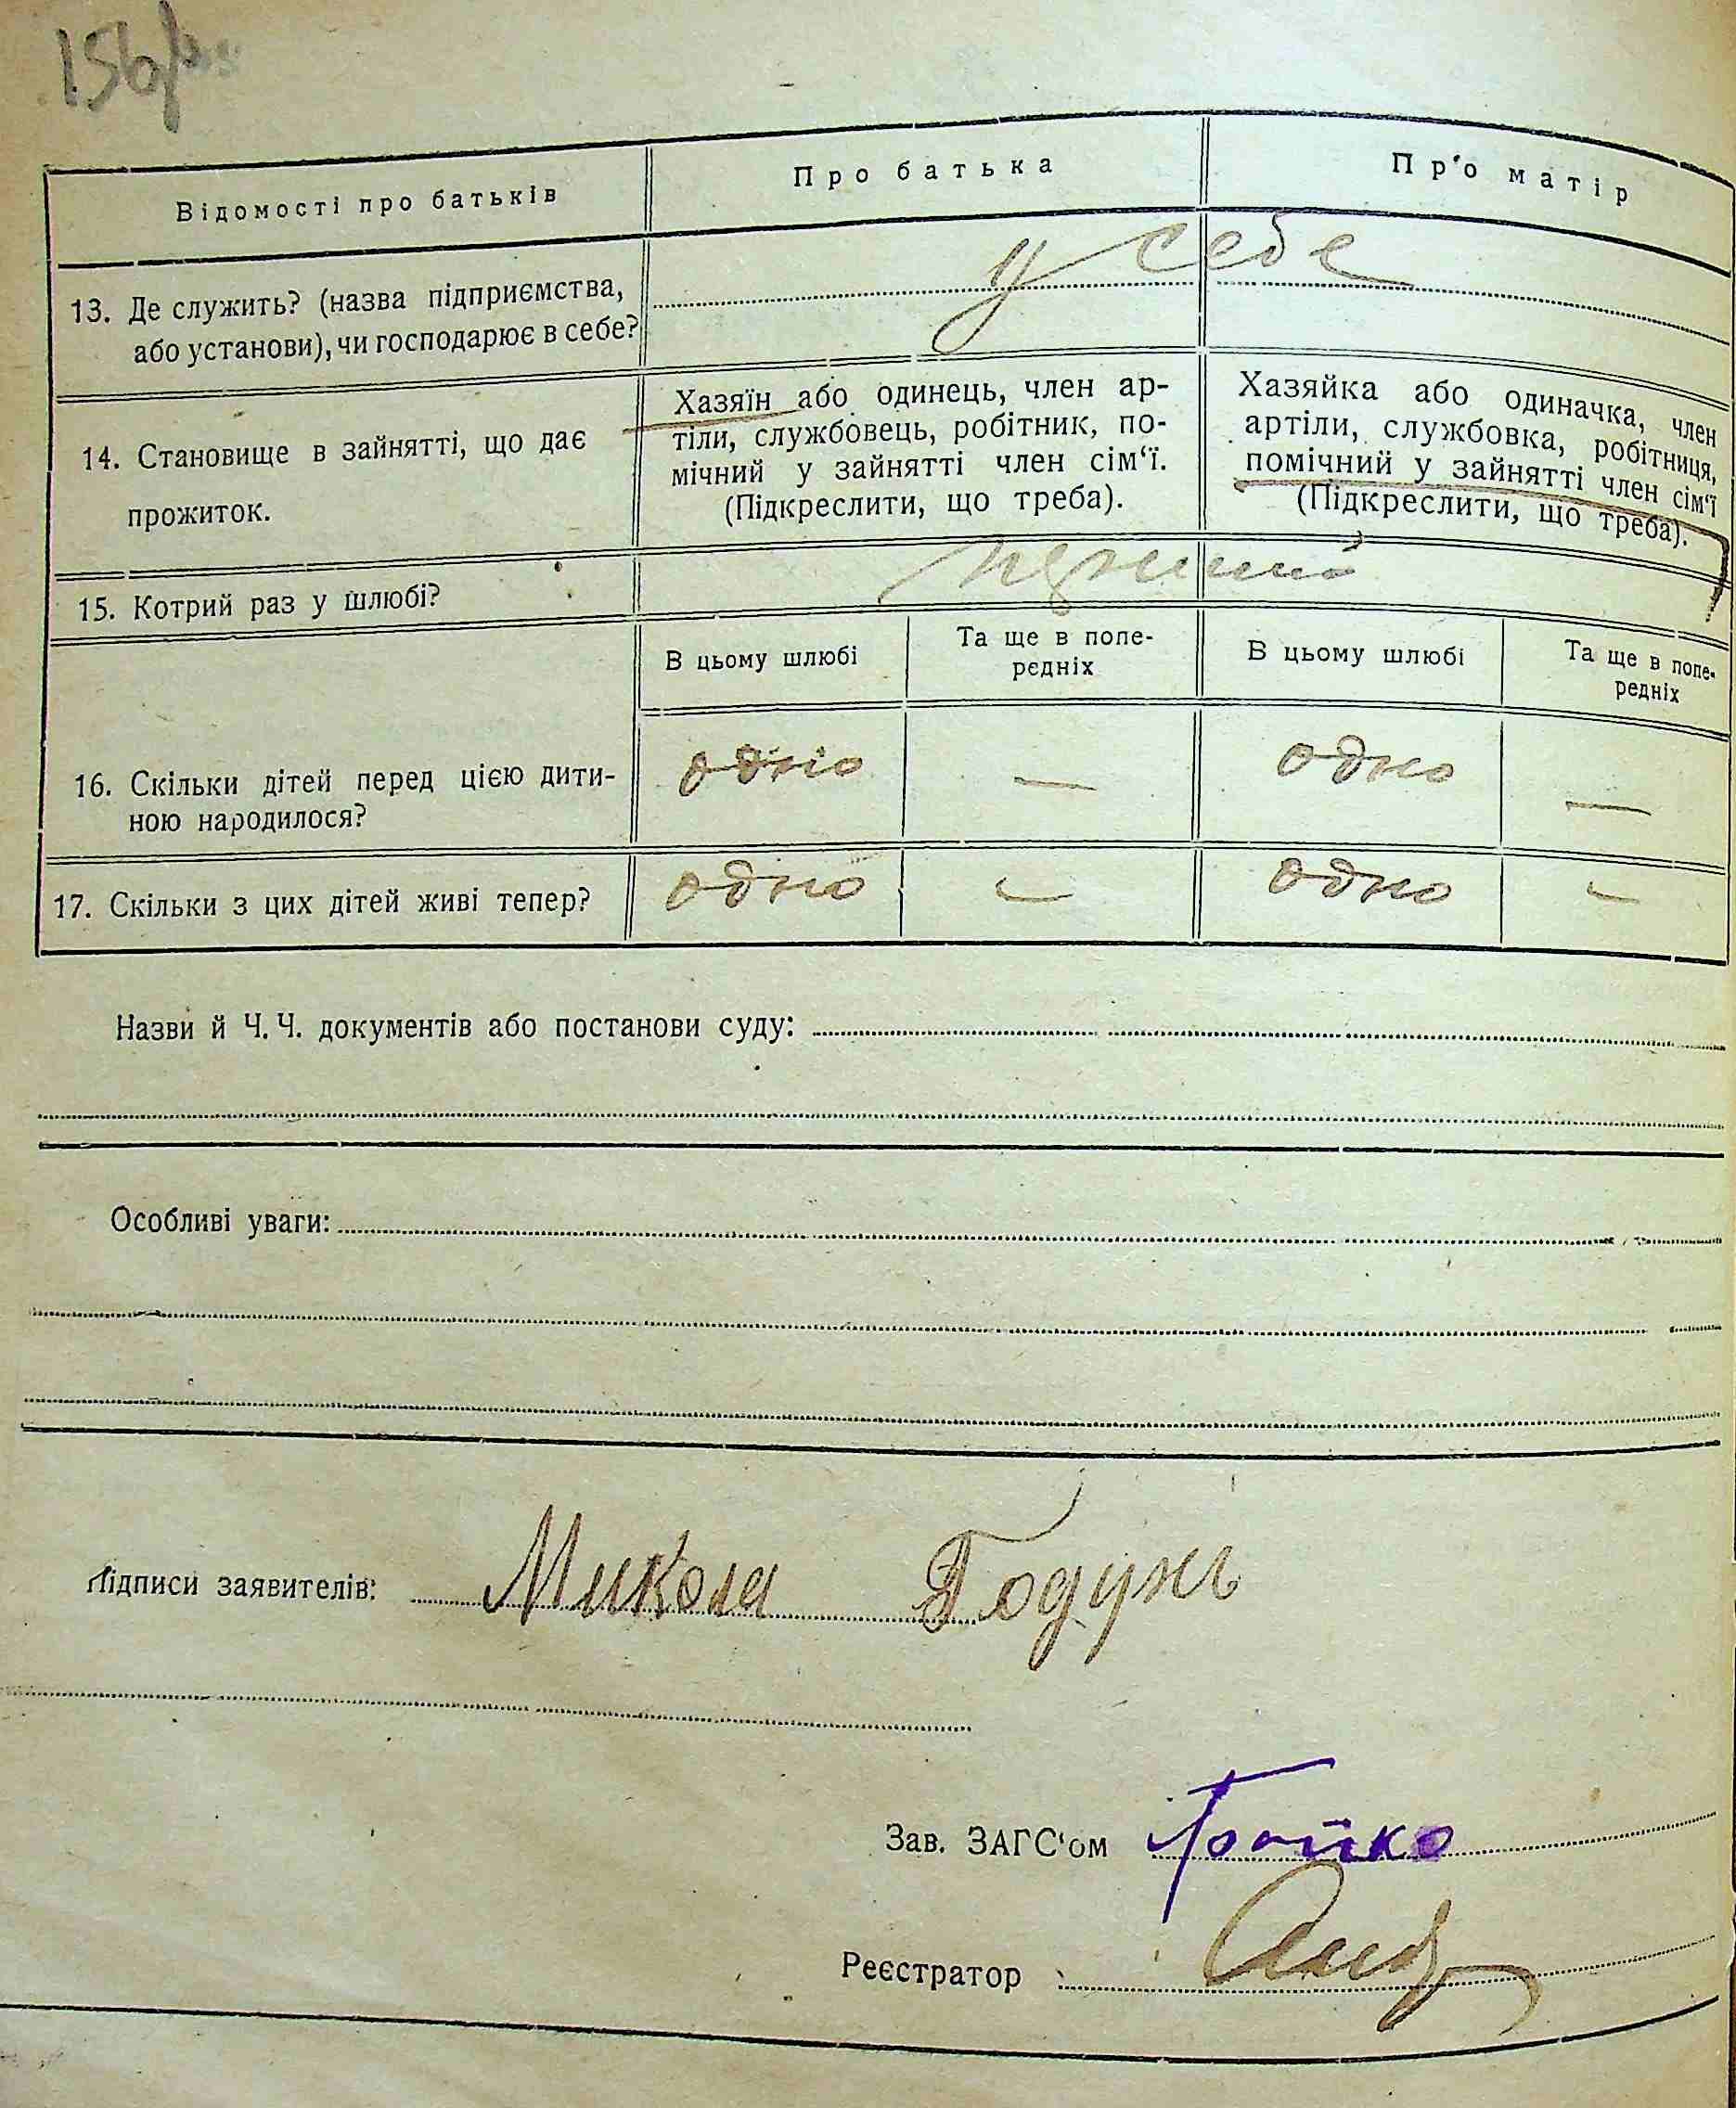 Відомості про батьків
Про батька
Про матір
13. Де служить? (назва підприємства,
або установи), чи господарює в себе?
у себе
14. Становище в зайнятті, що дає
прожиток.
Хазяїн або одинець, член ар-
тіли, службовець, робітник, по-
мічний у зайнятті член сім‘ї.
(Підкреслити, що треба).
Хазяйка або одиначка, член
артіли, службовка, робітниця,
помічний у зайнятті член сім‘ї
(Підкреслити, що треба).
15. Котрий раз у шлюбі?
В цьому шлюбі
Та ще в попе-
редніх
В цьому шлюбі
Та ще в попе-
редніх
16. Скільки дітей перед цією дити-
ною народилося?
одно
—
одно
—
17. Скільки з цих дітей живі тепер?
одно
—
одно
—
Назви й Ч. Ч. документів або постанови суду:
Особливі уваги:
Підписи заявителів: Микола Годунь
Зав. ЗАГС‘ом
Реєстратор